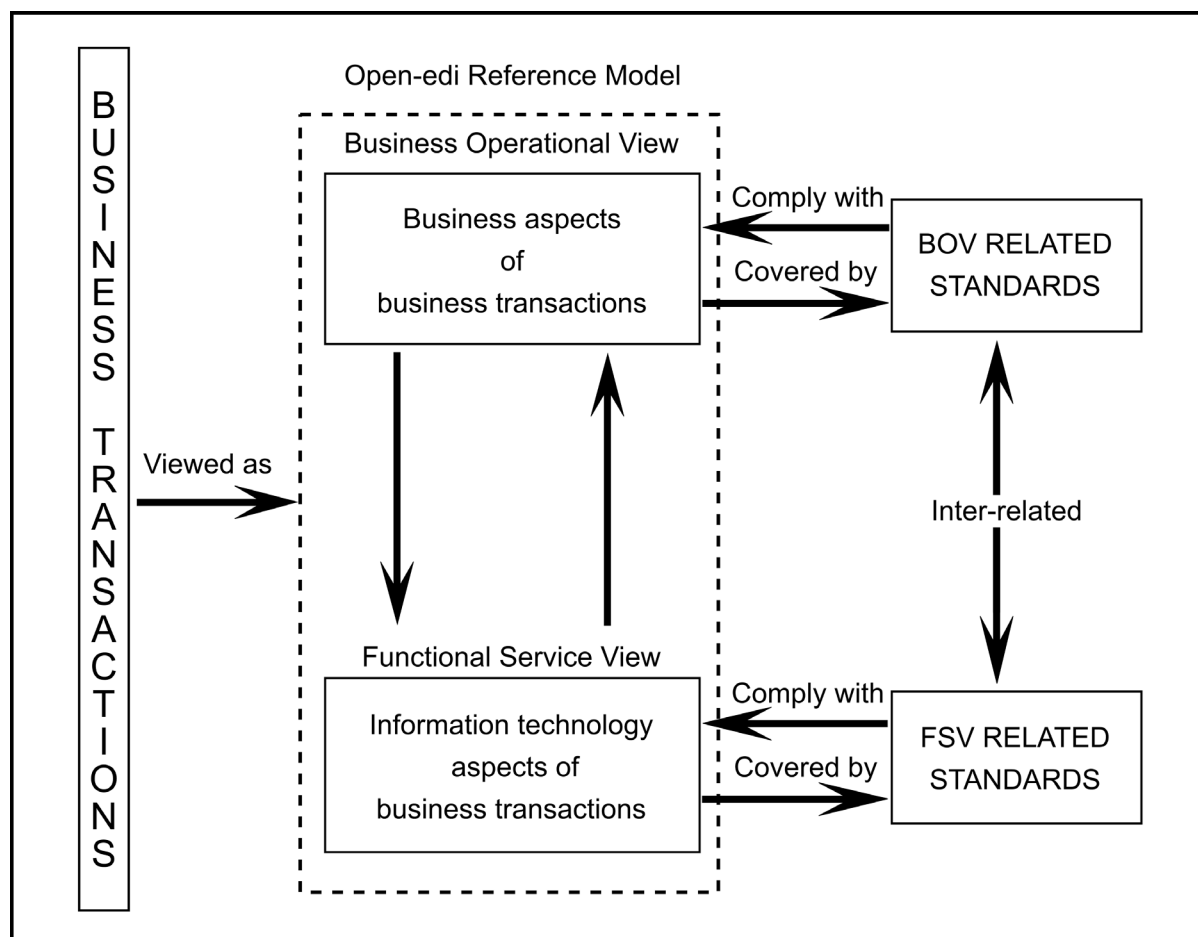 BUSINESS TRANSACTIONS
Open-edi Reference Model
Business Operational View
Business aspects
of
business transactions
Comply with
Covered by
BOV RELATED
STANDARDS
Viewed as
Inter-related
Functional Service View
Information technology
aspects of
business transactions
Comply with
Covered by
FSV RELATED
STANDARDS